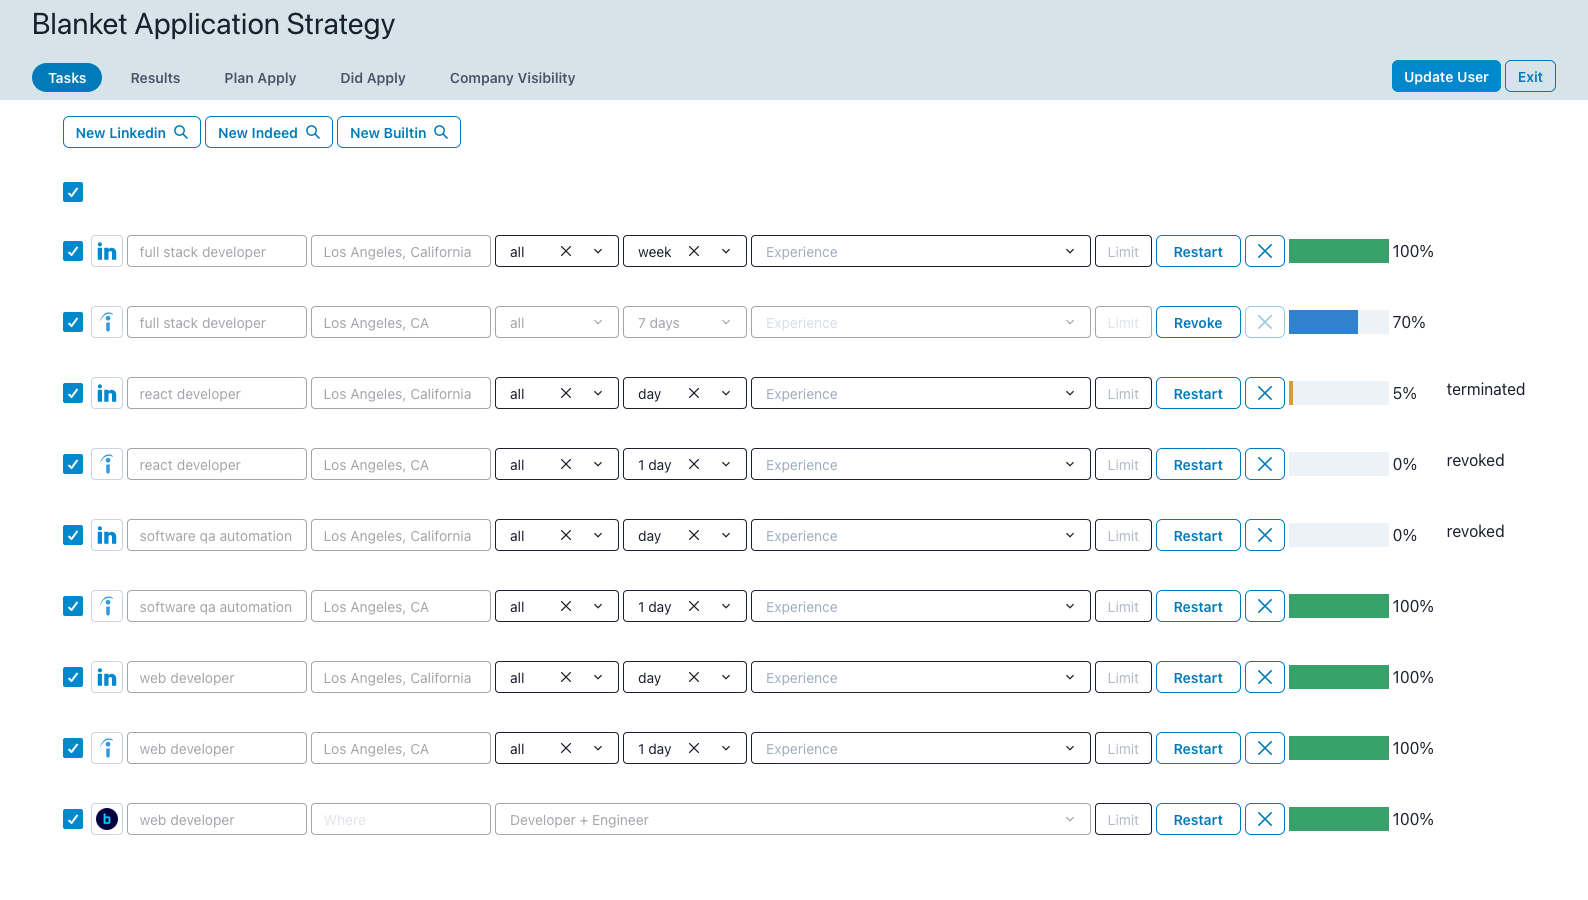 Blanket Application Strategy
Tasks Results Plan Apply Did Apply Company Visibility Update User Exit
New Linkedin New Indeed New Builtin
in full stack developer Los Angeles, California all week Experience Limit Restart 100%
full stack developer Los Angeles, CA all 7 days Experience Limit Revoke 70%
in react developer Los Angeles, California all day Experience Limit Restart 5% terminated
react developer Los Angeles, CA all 1 day Experience Limit Restart 0% revoked
in software qa automation Los Angeles, California all day Experience Limit Restart 0% revoked
software qa automation Los Angeles, CA all 1 day Experience Limit Restart 100%
in web developer Los Angeles, California all day Experience Limit Restart 100%
web developer Los Angeles, CA all 1 day Experience Limit Restart 100%
b web developer Where Developer + Engineer Limit Restart 100%